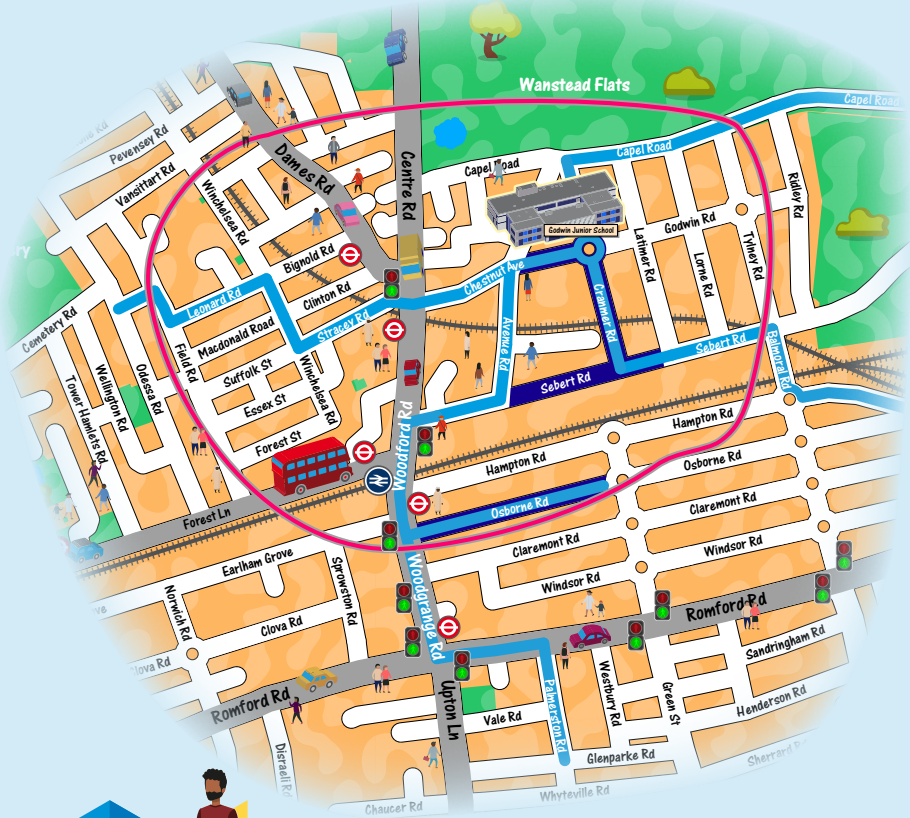 Wanstead Flats
Capel Road
Pevensey Rd
Dames Rd
Centre Rd
Capel Road
Capel Road
Vansittart Rd
Winchelsea Rd
Ridley Rd
Godwin Junior School
Godwin Rd
Latimer Rd
Lorne Rd
Tylney Rd
Bignold Rd
Chestnut Ave
Clinton Rd
Leonard Rd
Cranmer Rd
Cemetery Rd
Stracey Rd
Macdonald Road
Avenue Rd
Sebert Rd
Balmoral Rd
Field Rd
Suffolk St
Winchelsea Rd
Sebert Rd
Odessa Rd
Wellington Rd
Tower Hamlets Rd
Essex St
Hampton Rd
Woodford Rd
Forest St
Hampton Rd
Osborne Rd
Osborne Rd
Forest Ln
Claremont Rd
Claremont Rd
Windsor Rd
Earlham Grove
Sprowston Rd
Woodgrange Rd
Windsor Rd
Norwich Rd
Romford Rd
Clova Rd
Clova Rd
Sandringham Rd
Romford Rd
Upton Ln
Palmerston Rd
Westbury Rd
Green St
Henderson Rd
Vale Rd
Disraeli Rd
Glenparke Rd
Whyteville Rd
Chaucer Rd